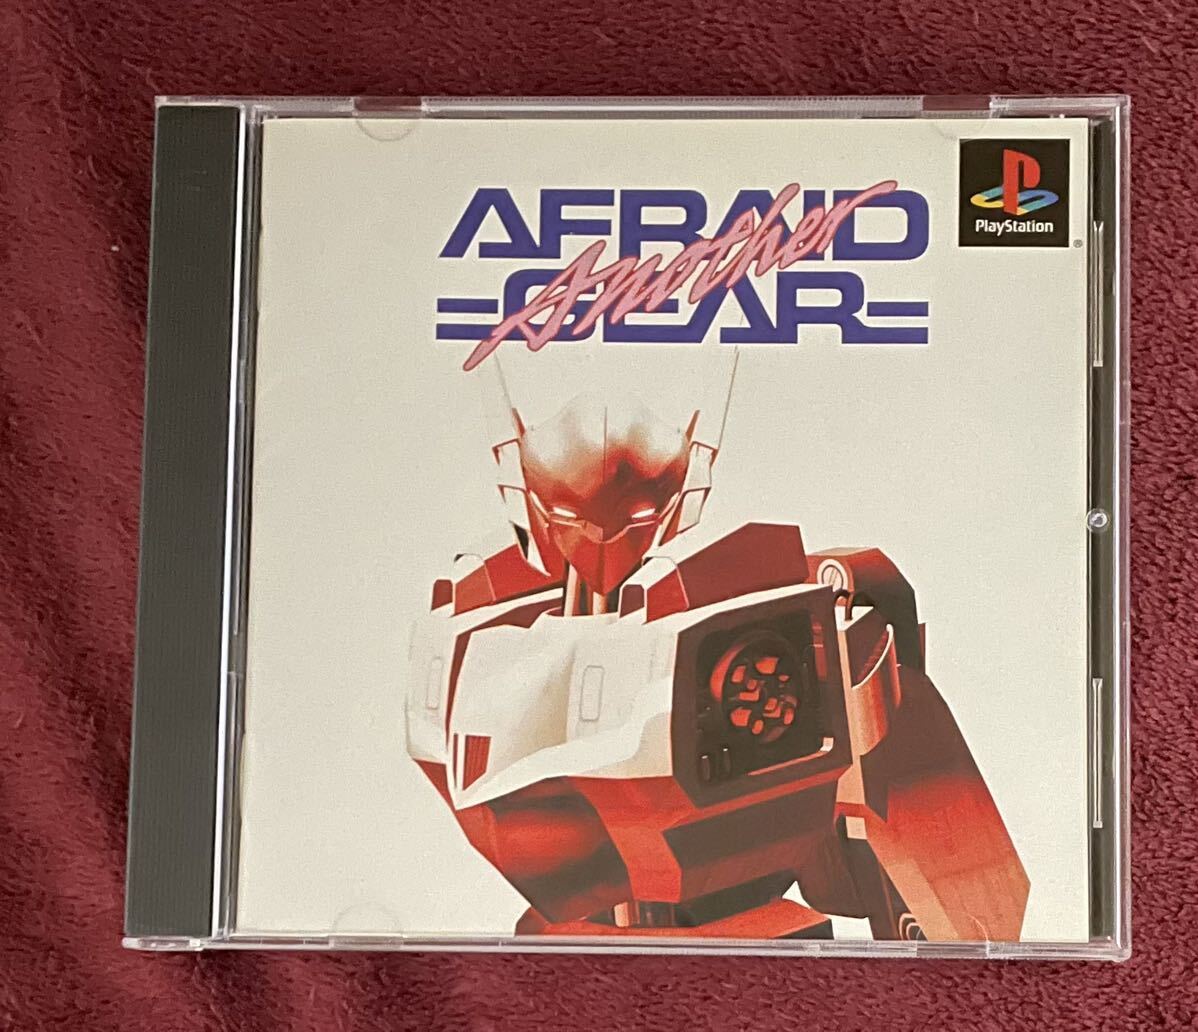 AFRAID
Another
=GEAR=
PlayStation
®